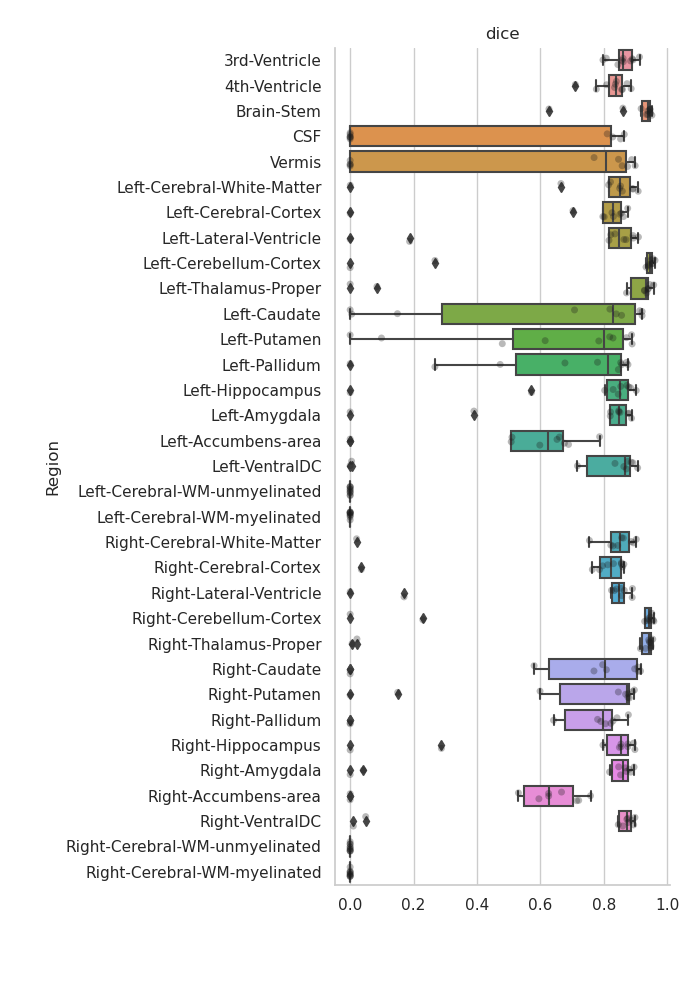 dice
3rd-Ventricle
4th-Ventricle
Brain-Stem
CSF
Vermis
Left-Cerebral-White-Matter
Left-Cerebral-Cortex
Left-Lateral-Ventricle
Left-Cerebellum-Cortex
Left-Thalamus-Proper
Left-Caudate
Left-Putamen
Left-Pallidum
Left-Hippocampus
Left-Amygdala
Left-Accumbens-area
Left-VentralDC
Left-Cerebral-WM-unmyelinated
Left-Cerebral-WM-myelinated
Right-Cerebral-White-Matter
Right-Cerebral-Cortex
Right-Lateral-Ventricle
Right-Cerebellum-Cortex
Right-Thalamus-Proper
Right-Caudate
Right-Putamen
Right-Pallidum
Right-Hippocampus
Right-Amygdala
Right-Accumbens-area
Right-VentralDC
Right-Cerebral-WM-unmyelinated
Right-Cerebral-WM-myelinated
Region
0.0 0.2 0.4 0.6 0.8 1.0